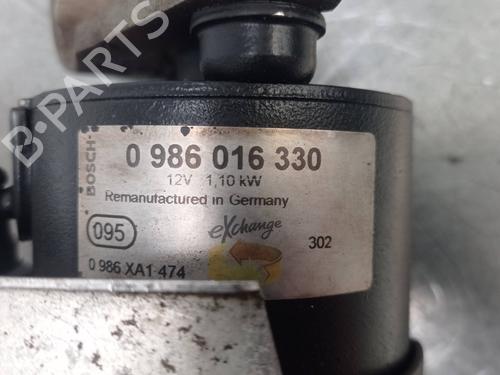 B-PARTS
BOSCH
0 986 016 330
12V 1,10 kW
Remanufactured in Germany
095
eXchange
302
0 986 XA1 474